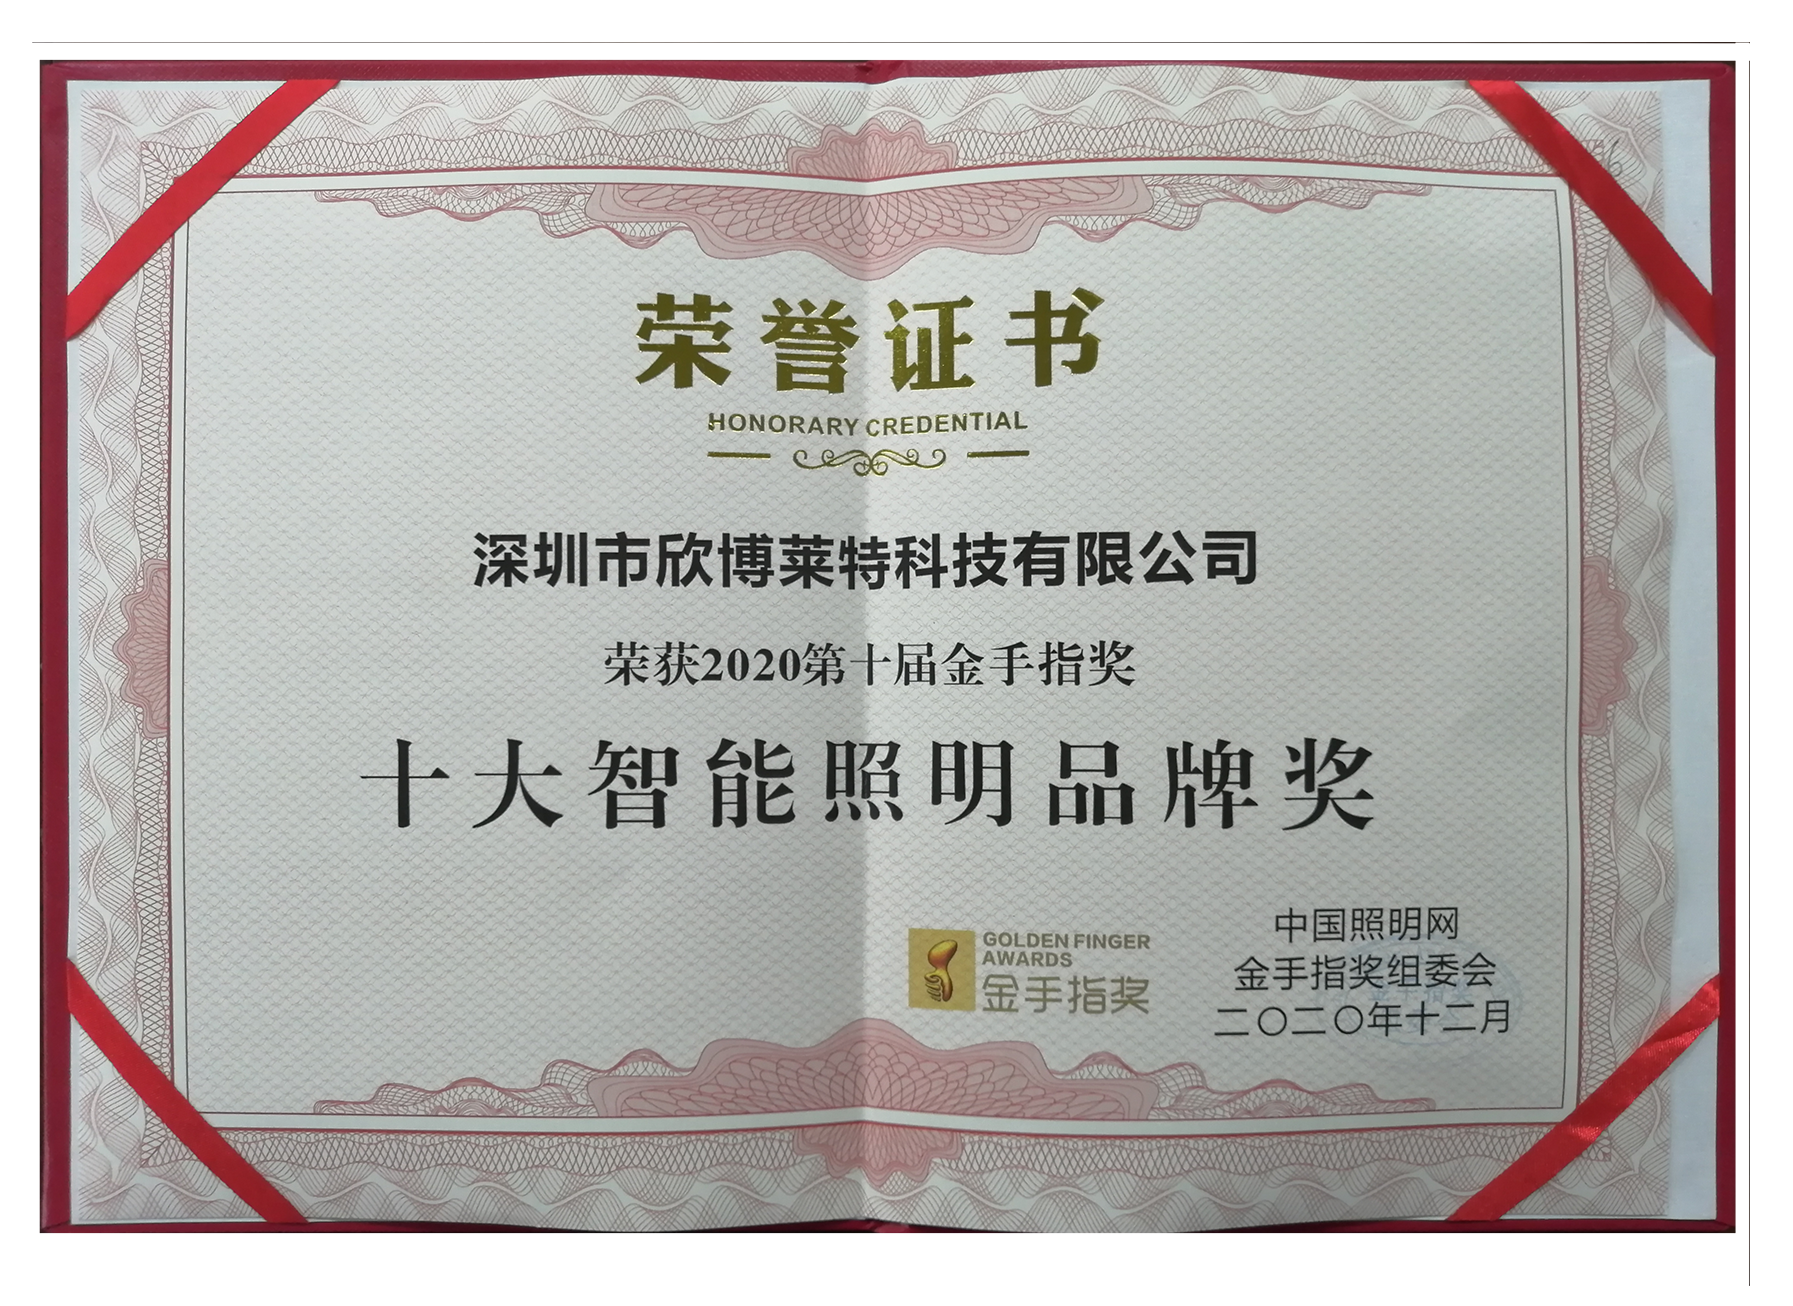 荣誉证书
HONORARY CREDENTIAL
深圳市欣博莱特科技有限公司
荣获2020第十届金手指奖
十大智能照明品牌奖
GOLDEN FINGER
AWARDS
金手指奖
中国照明网
金手指奖组委会
二〇二〇年十二月